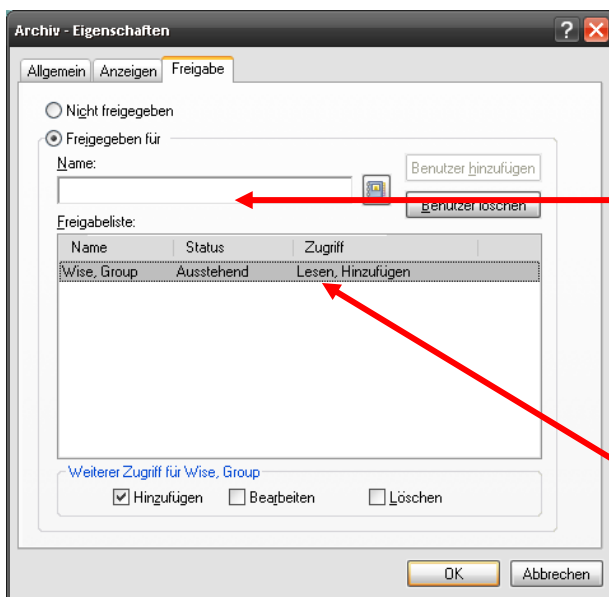 Archiv - Eigenschaften
Allgemein Anzeigen Freigabe
Nicht freigegeben
Freigegeben für
Name:
Benutzer hinzufügen
Benutzer löschen
Freigabeliste:
Name Status Zugriff
Wise, Group Ausstehend Lesen, Hinzufügen
Weiterer Zugriff für Wise, Group
Hinzufügen Bearbeiten Löschen
OK Abbrechen